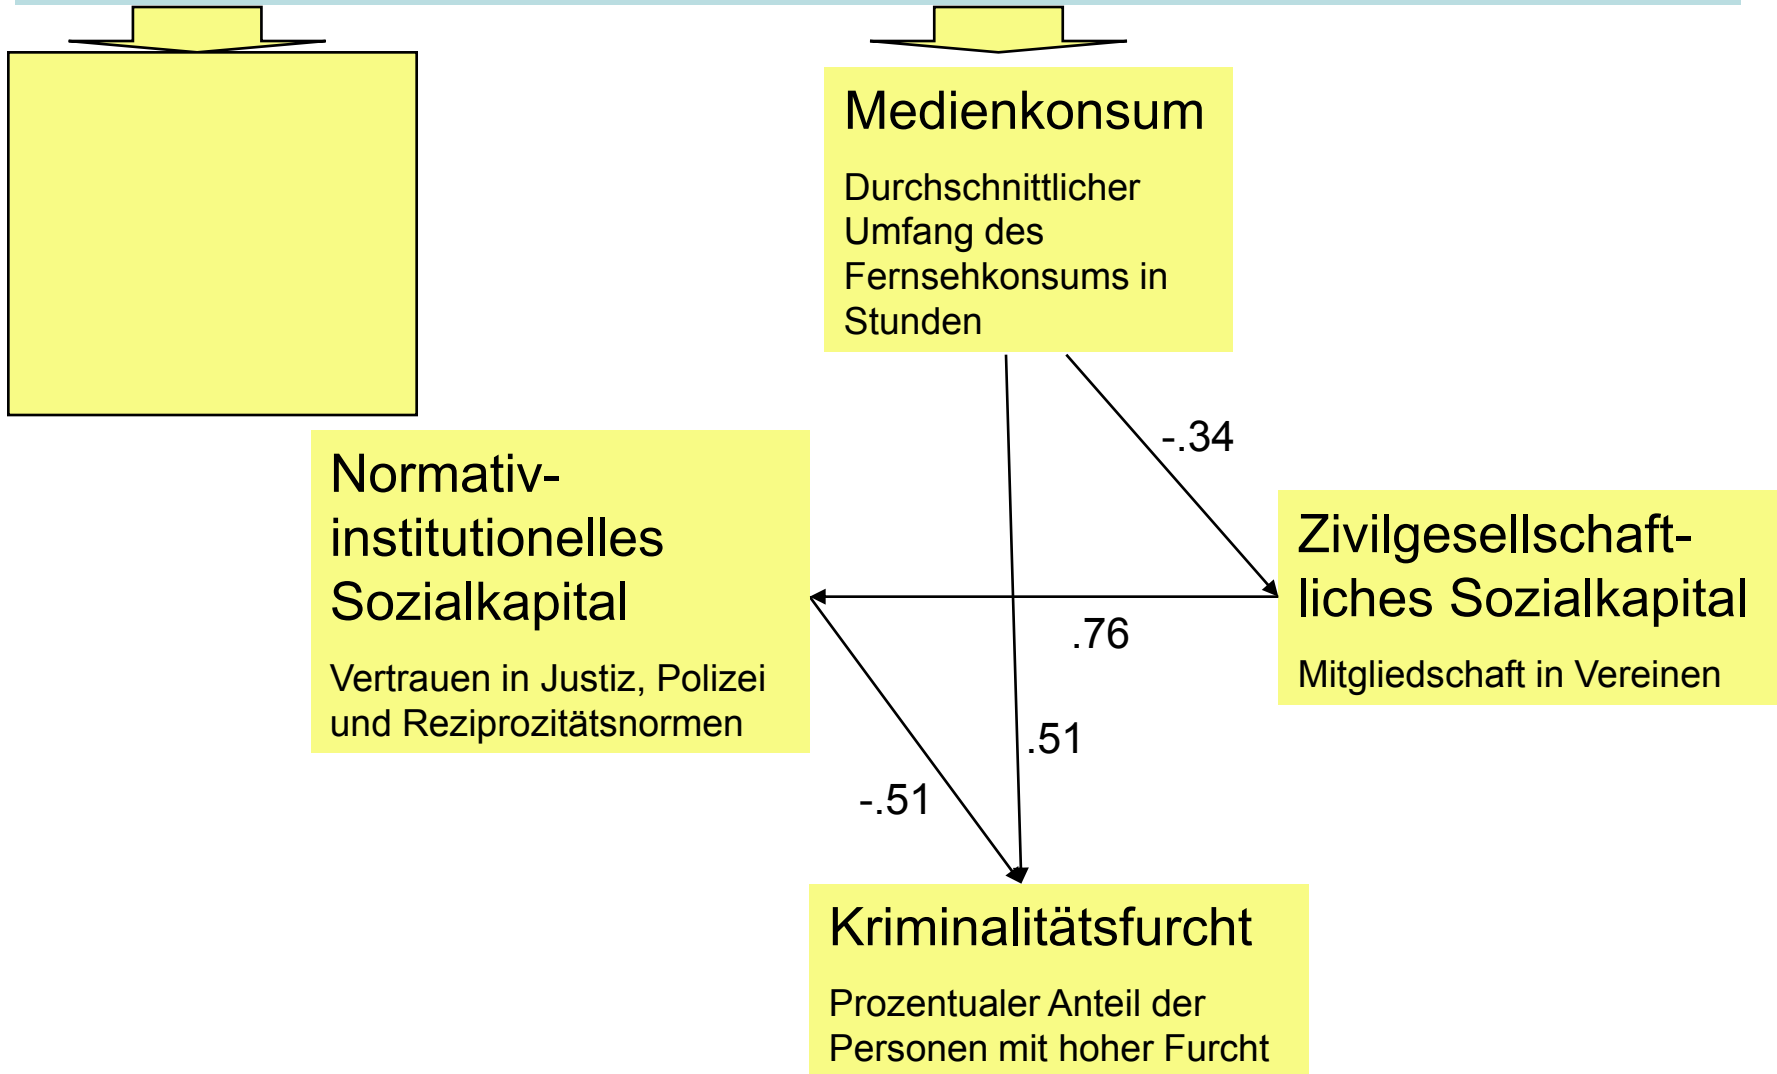 Medienkonsum
Durchschnittlicher
Umfang des
Fernsehkonsums in
Stunden
-.34
Normativ-
institutionelles
Sozialkapital
Vertrauen in Justiz, Polizei
und Reziprozitätsnormen
Zivilgesellschaft-
liches Sozialkapital
Mitgliedschaft in Vereinen
.76
.51
-.51
Kriminalitätsfurcht
Prozentualer Anteil der
Personen mit hoher Furcht